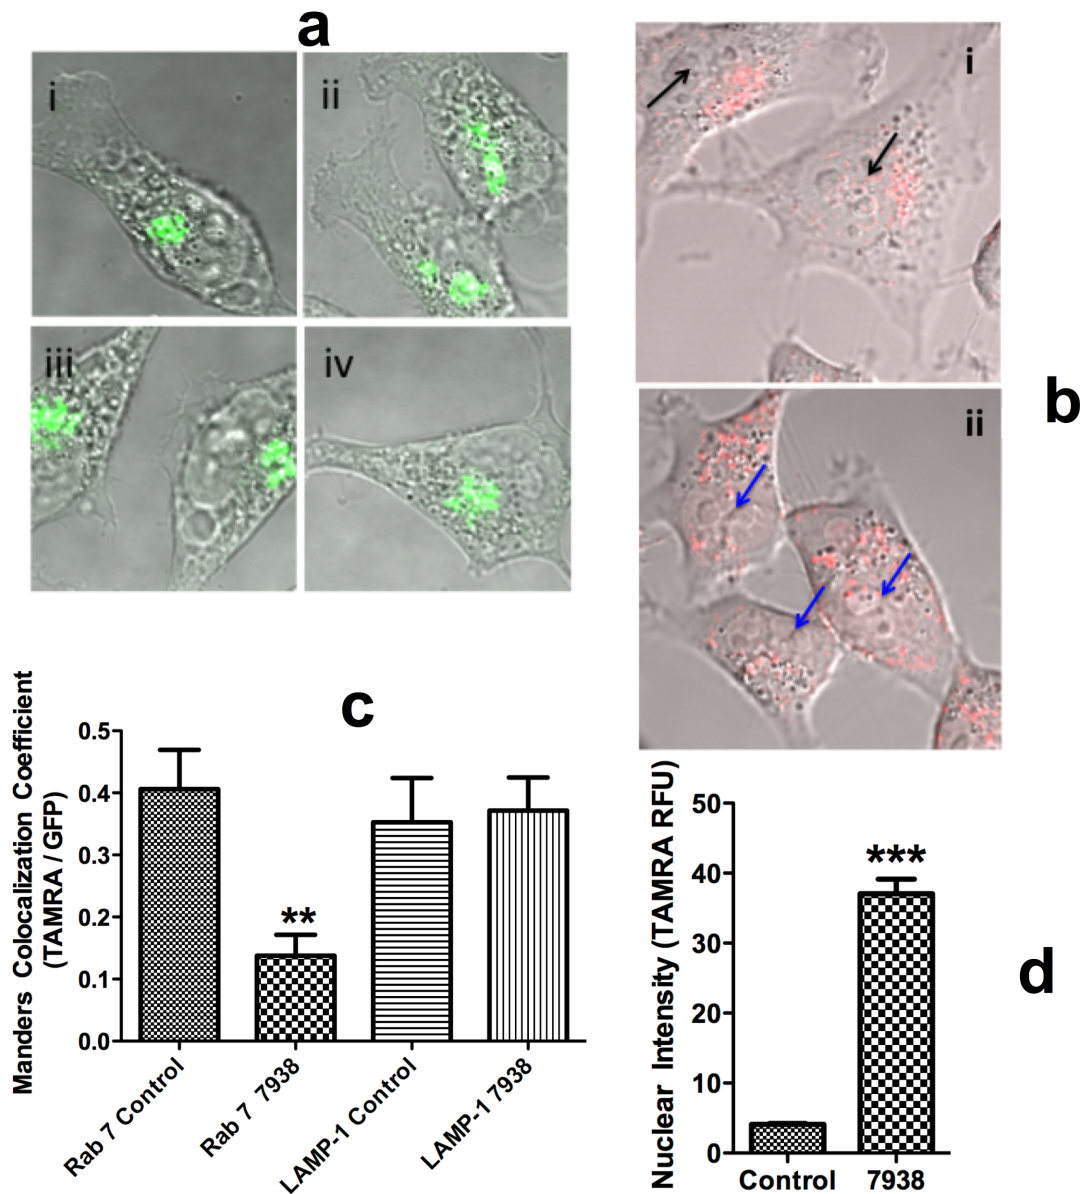 a
i
ii
iii
iv
b
i
ii
c
Manders Colocalization Coefficient
(TAMRA / GFP)
0.5
0.4
0.3
0.2
0.1
0.0
**
Rab 7 Control
Rab 7 7938
LAMP-1 Control
LAMP-1 7938
d
Nuclear Intensity (TAMRA RFU)
50
40
30
20
10
0
***
Control
7938